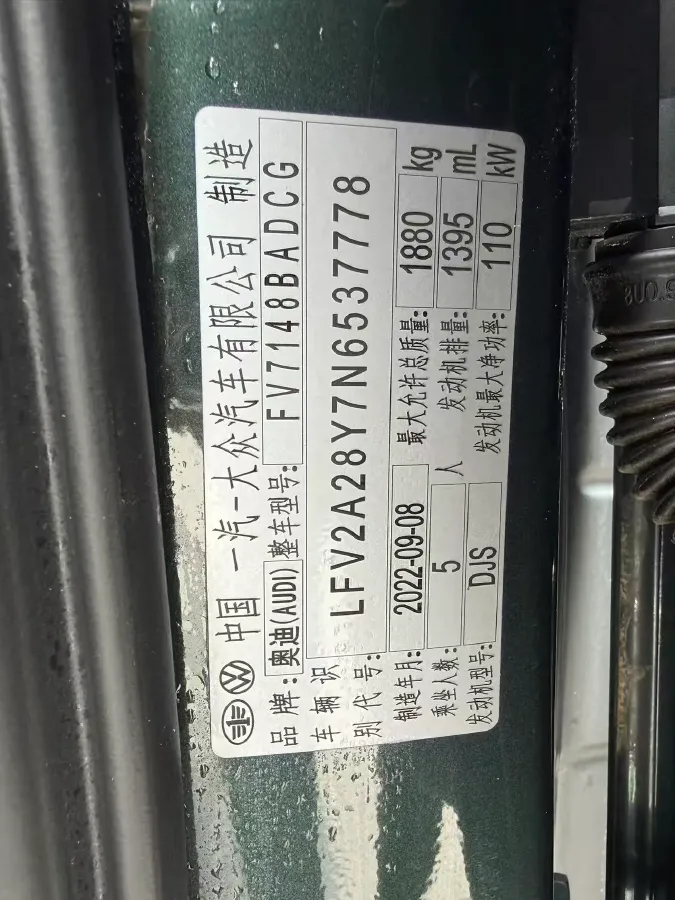 中国 一汽-大众汽车有限公司 制造
品牌: 奥迪(AUDI) 整车型号: FV7148BADCG
车辆识别代号: LFV2A28Y7N6537778
制造年月: 2022-09-08 最大允许总质量: 1880 kg
乘坐人数: 5 人 发动机排量: 1395 mL
发动机型号: DJS 发动机最大净功率: 110 kW